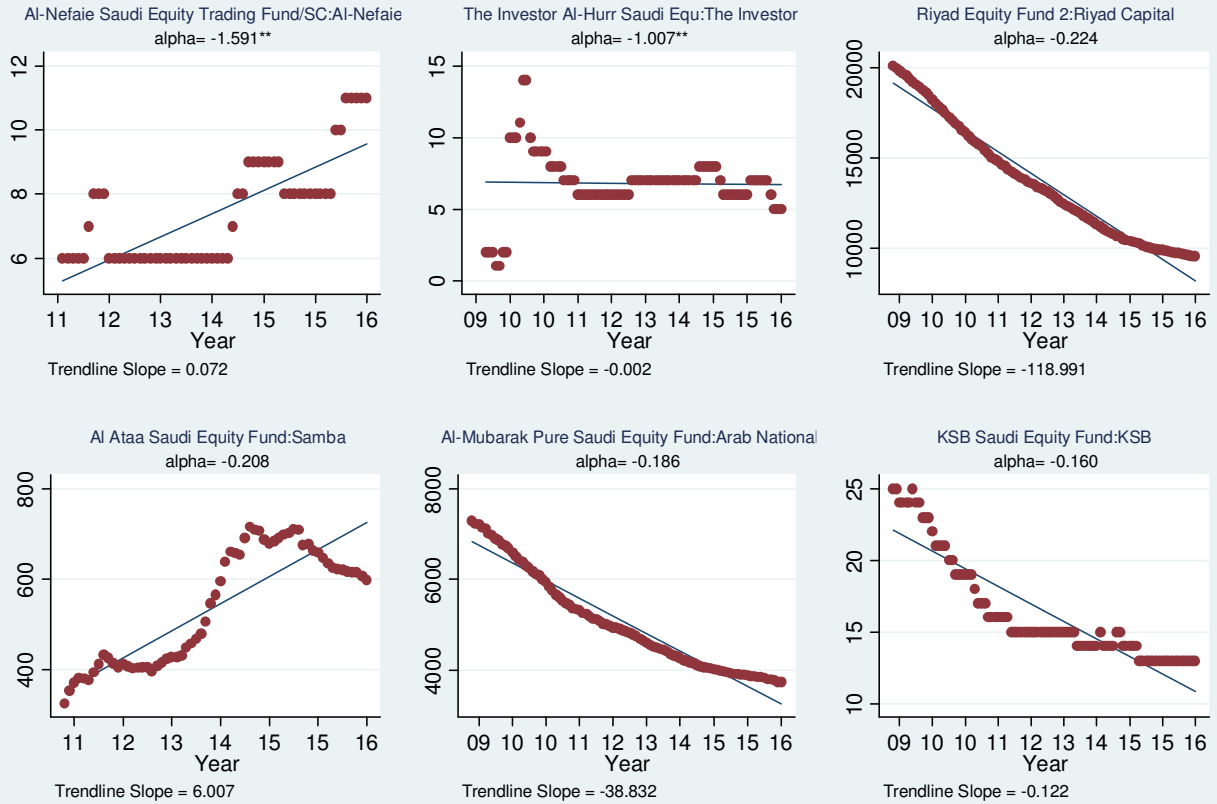 Al-Nefaie Saudi Equity Trading Fund/SC:Al-Nefaie
alpha= -1.591**
12
10
8
6
11 12 13 13 14 15 15 16
Year
Trendline Slope = 0.072
The Investor Al-Hurr Saudi Equ:The Investor
alpha= -1.007**
15
10
5
0
09 10 10 11 12 13 14 15 15 16
Year
Trendline Slope = -0.002
Riyad Equity Fund 2:Riyad Capital
alpha= -0.224
20000
15000
10000
09 10 10 11 12 13 14 15 15 16
Year
Trendline Slope = -118.991
Al Ataa Saudi Equity Fund:Samba
alpha= -0.208
800
600
400
11 12 13 14 15 15 16
Year
Trendline Slope = 6.007
Al-Mubarak Pure Saudi Equity Fund:Arab National
alpha= -0.186
8000
6000
4000
09 10 10 11 12 13 14 15 15 16
Year
Trendline Slope = -38.832
KSB Saudi Equity Fund:KSB
alpha= -0.160
25
20
15
10
09 10 10 11 12 13 14 15 15 16
Year
Trendline Slope = -0.122